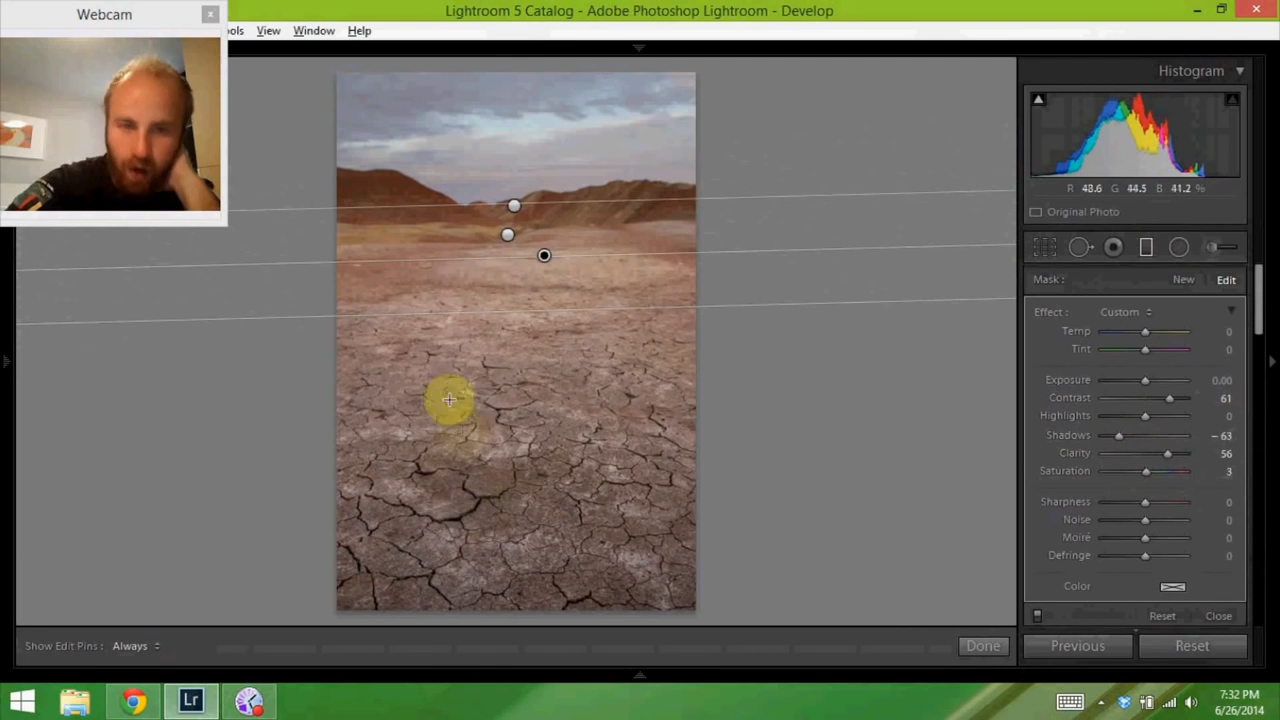 Webcam x
Lightroom 5 Catalog - Adobe Photoshop Lightroom - Develop
ols View Window Help
Histogram
R 48.6 G 44.5 B 41.2 %
Original Photo
Mask : New Edit
Effect : Custom
Temp 0
Tint 0
Exposure 0.00
Contrast 61
Highlights 0
Shadows – 63
Clarity 56
Saturation 3
Sharpness 0
Noise 0
Moiré 0
Defringe 0
Color
Reset Close
Show Edit Pins : Always Done Previous Reset
Lr
7:32 PM
6/26/2014